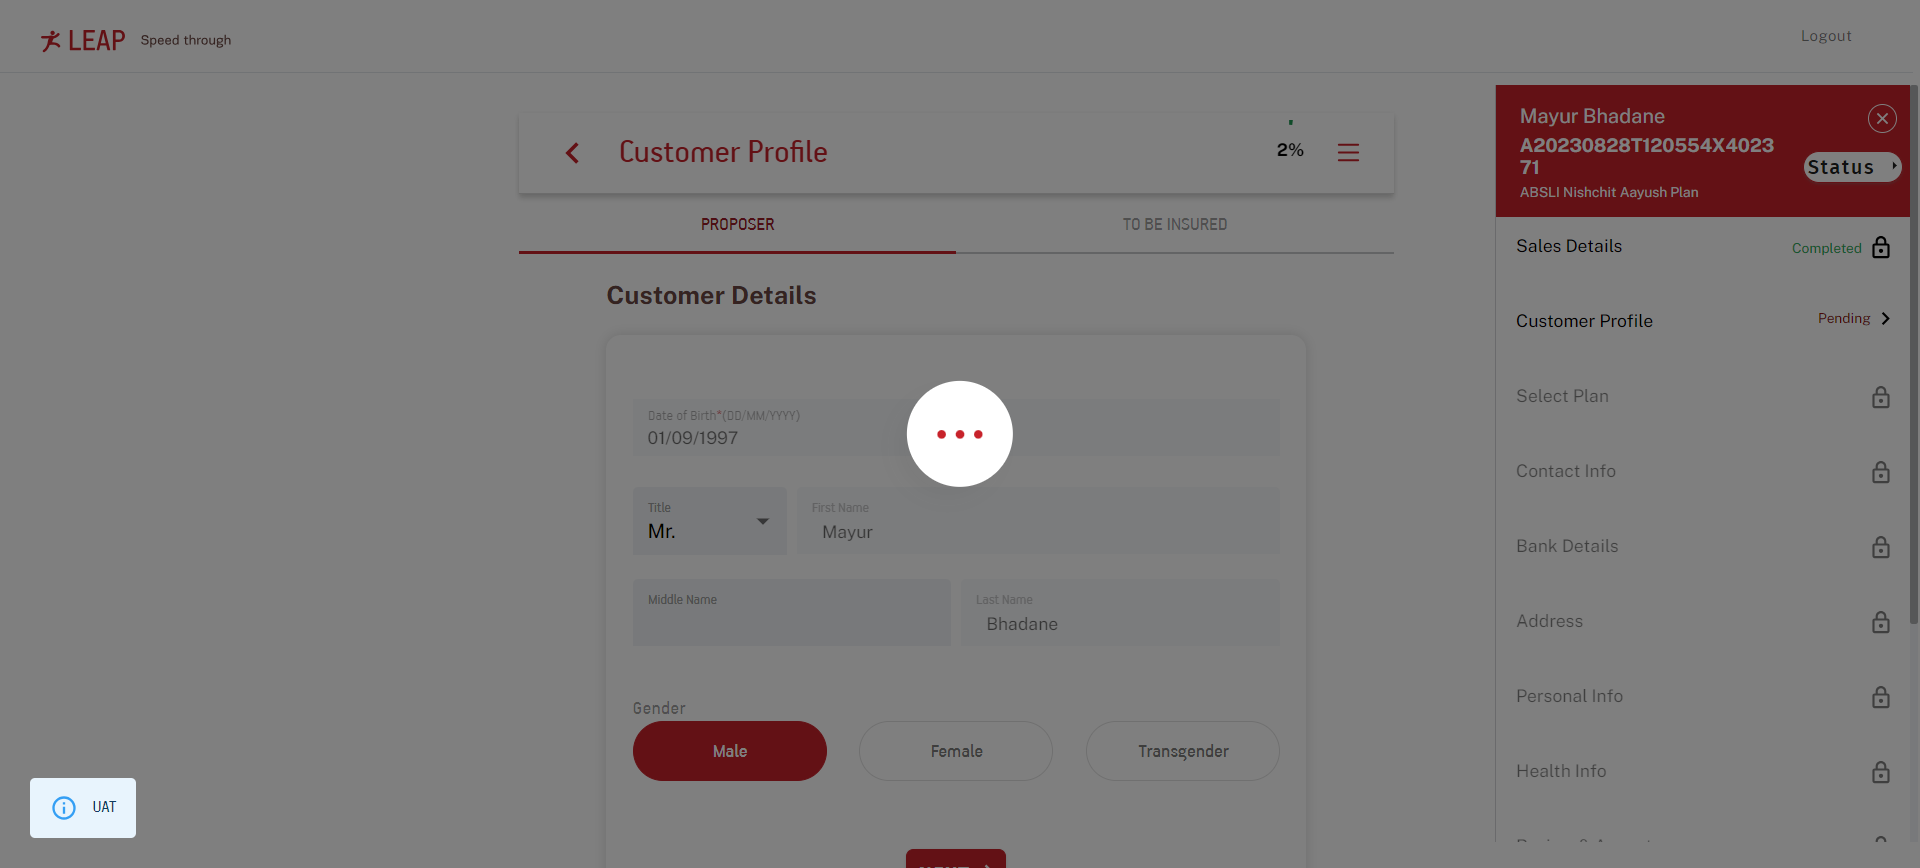 LEAP Speed through
Logout
Customer Profile
2%
PROPOSER
TO BE INSURED
Customer Details
Date of Birth*(DD/MM/YYYY)
01/09/1997
Title
Mr.
First Name
Mayur
Middle Name
Last Name
Bhadane
Gender
Male
Female
Transgender
UAT
Mayur Bhadane
A20230828T120554X4023
71
Status
ABSLI Nishchit Aayush Plan
Sales Details
Completed
Customer Profile
Pending
Select Plan
Contact Info
Bank Details
Address
Personal Info
Health Info